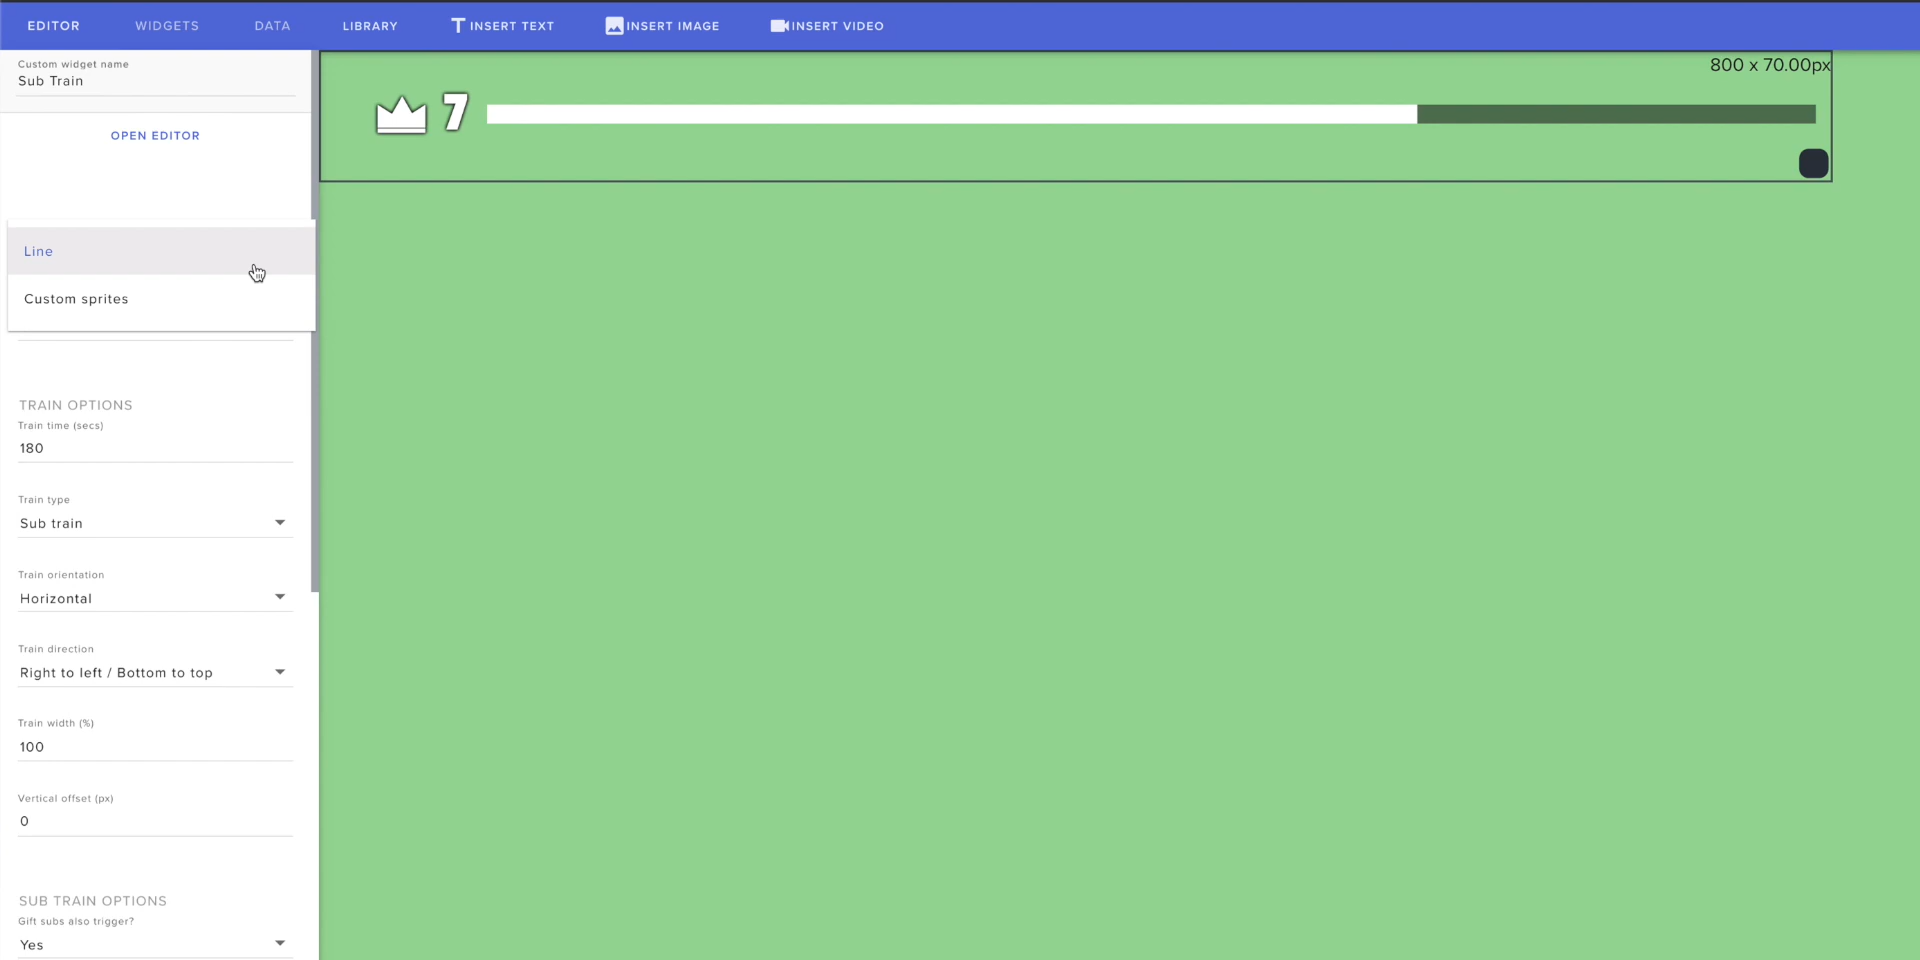 EDITOR WIDGETS DATA LIBRARY INSERT TEXT INSERT IMAGE INSERT VIDEO
Custom widget name
Sub Train
OPEN EDITOR
Line
Custom sprites
TRAIN OPTIONS
Train time (secs)
180
Train type
Sub train
Train orientation
Horizontal
Train direction
Right to left / Bottom to top
Train width (%)
100
Vertical offset (px)
0
SUB TRAIN OPTIONS
Gift subs also trigger?
Yes
800 x 70.00px
7